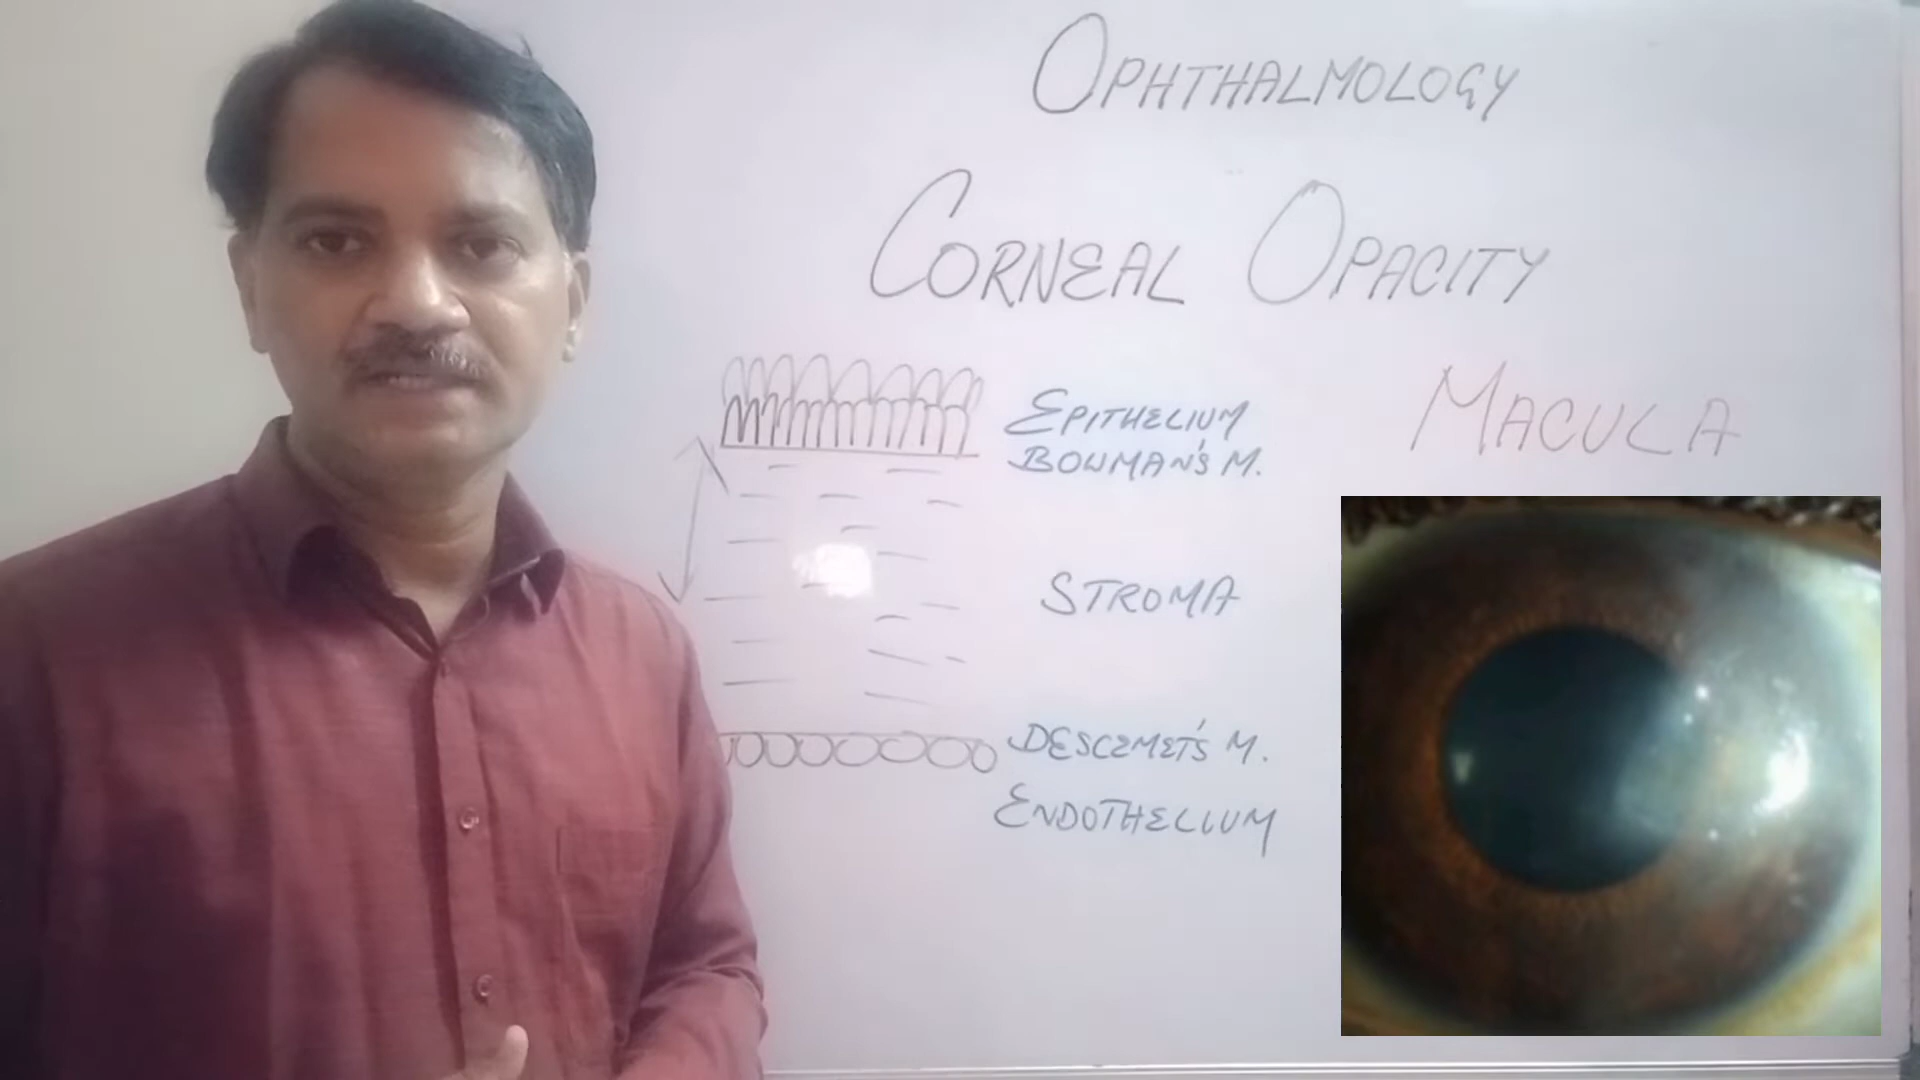 OPHTHALMOLOGY
CORNEAL OPACITY
EPITHELIUM
BOWMAN'S M.
MACULA
STROMA
DESCEMET'S M.
ENDOTHELIUM